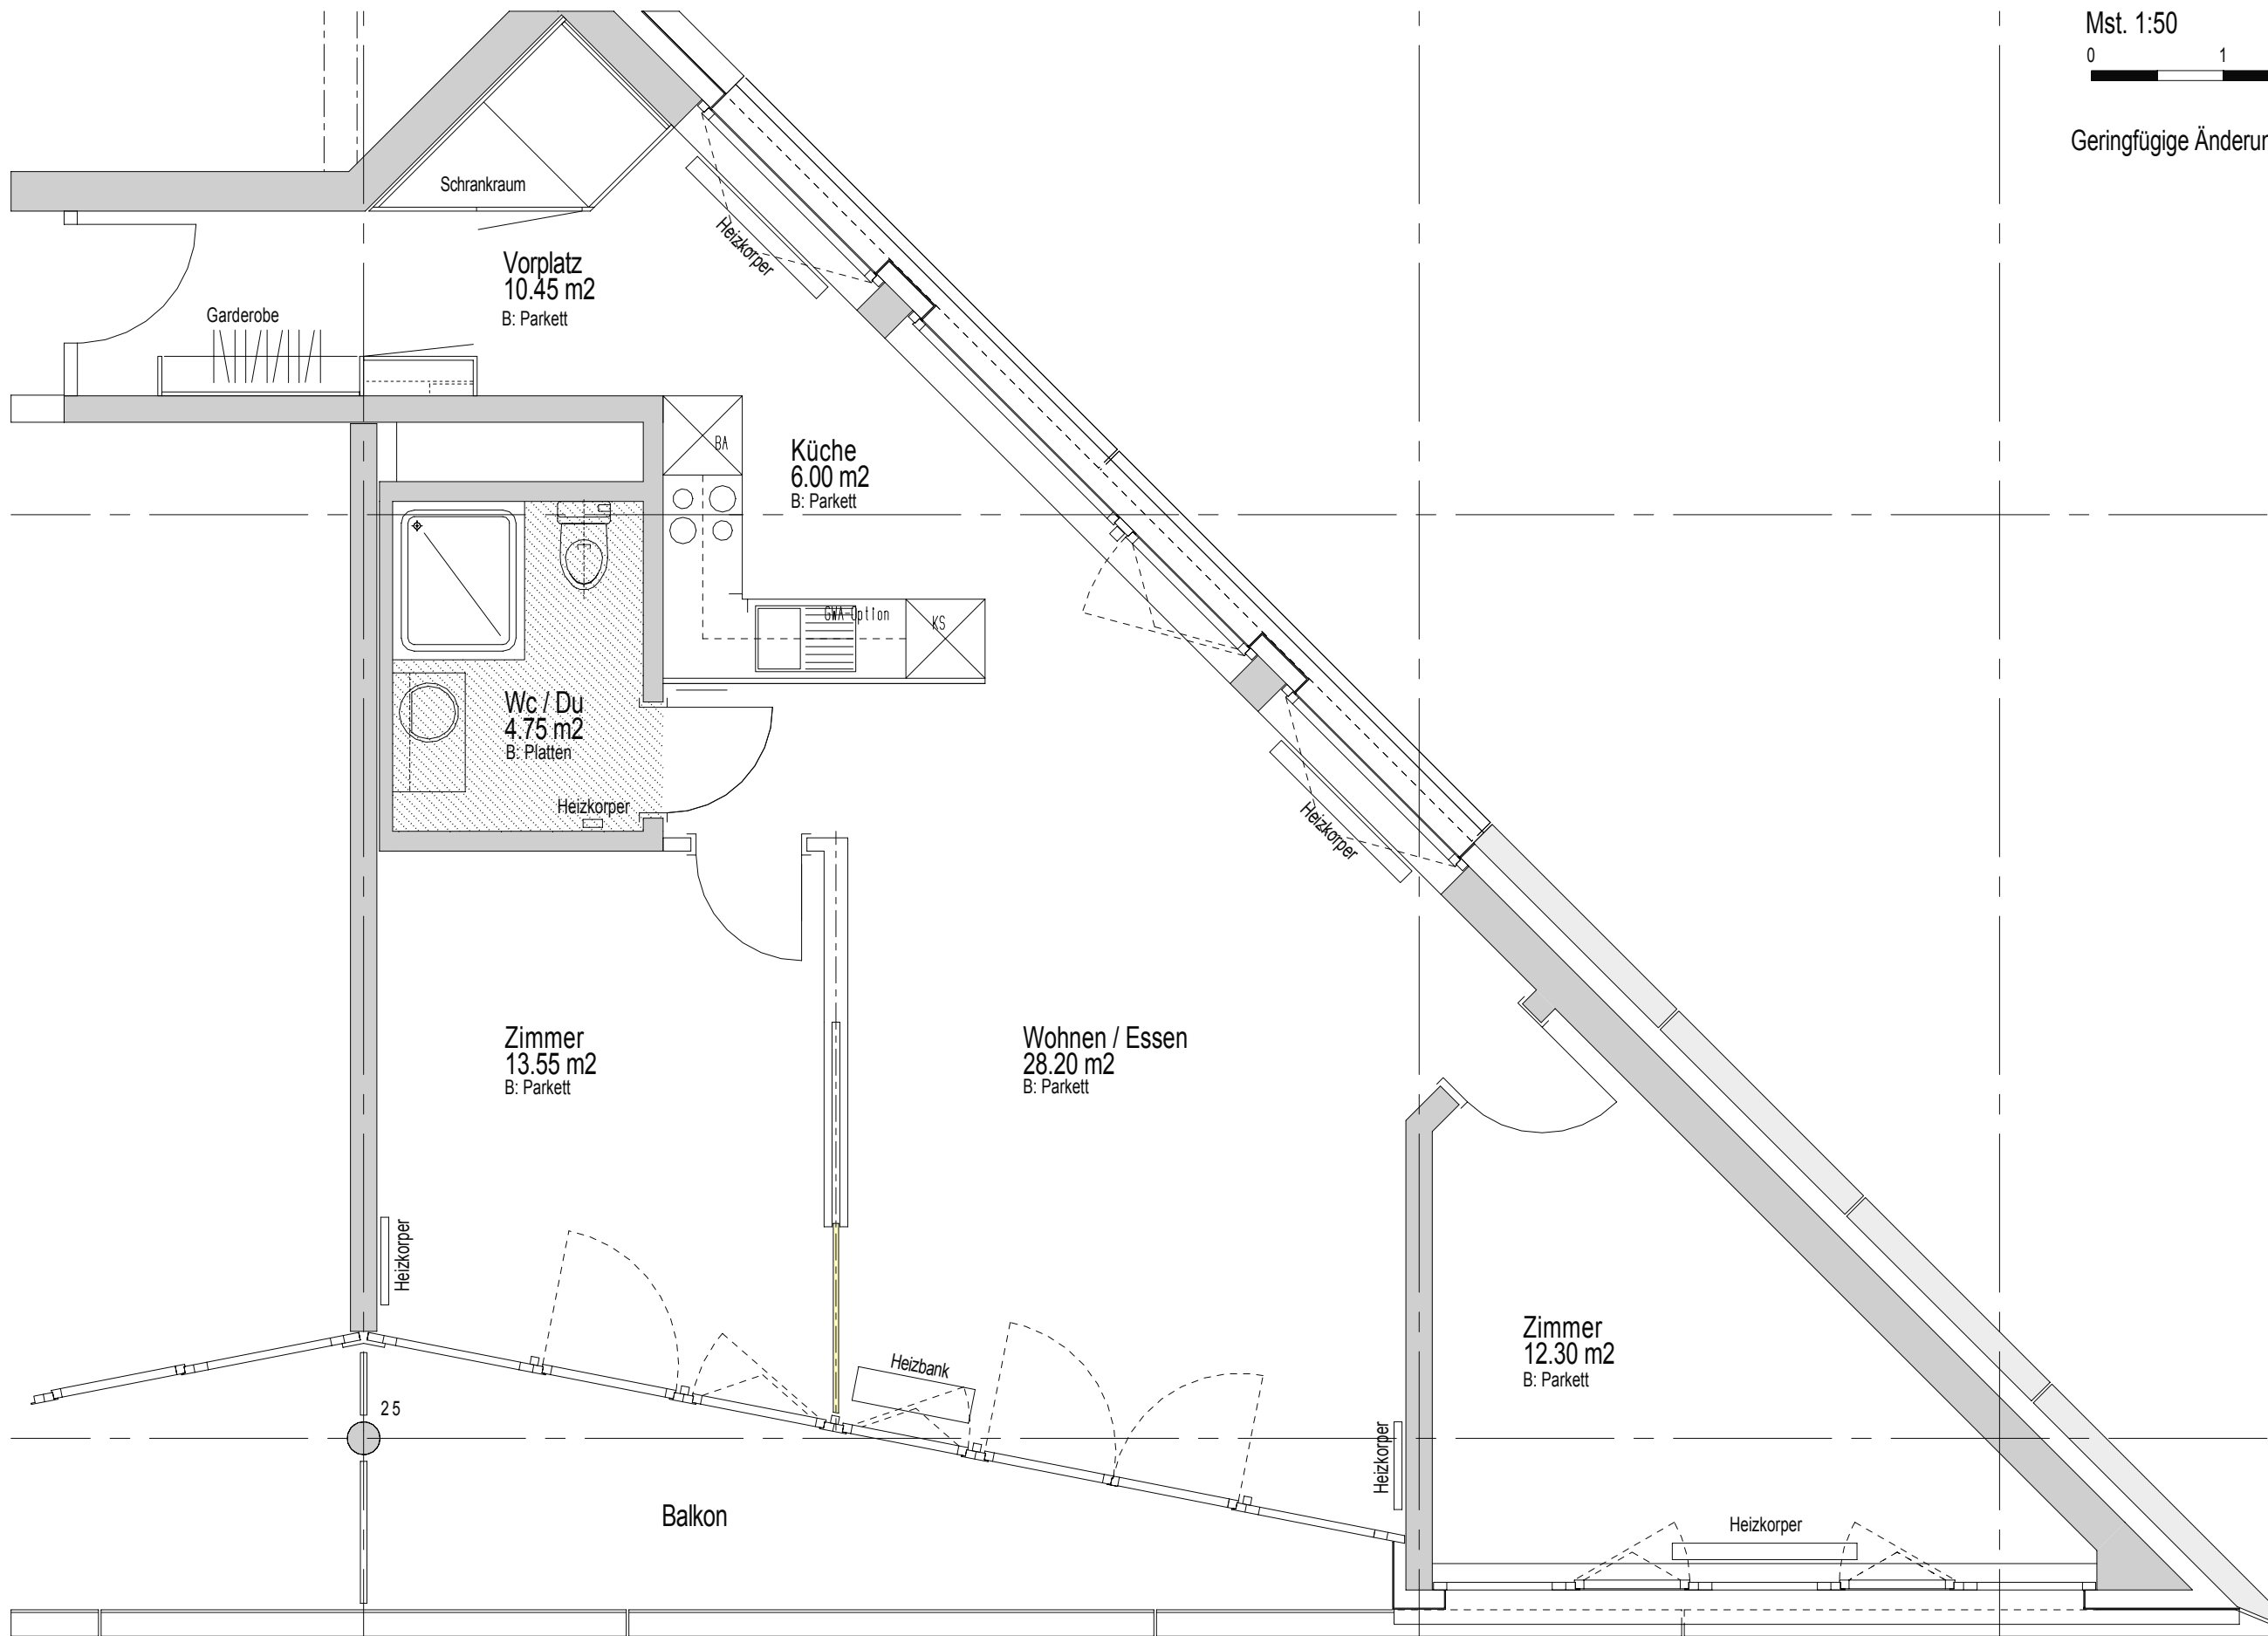 Mst. 1:50
0 1
Geringfügige Änderun
Schrankraum
Heizkorper
Vorplatz
10.45 m2
B: Parkett
Garderobe
BA
Küche
6.00 m2
B: Parkett
GWA-Option
KS
Wc / Du
4.75 m2
B: Platten
Heizkorper
Heizkorper
Zimmer
13.55 m2
B: Parkett
Wohnen / Essen
28.20 m2
B: Parkett
Heizkorper
Zimmer
12.30 m2
B: Parkett
Heizbank
25
Heizkorper
Balkon
Heizkorper